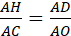 AH/AC = AD/AO